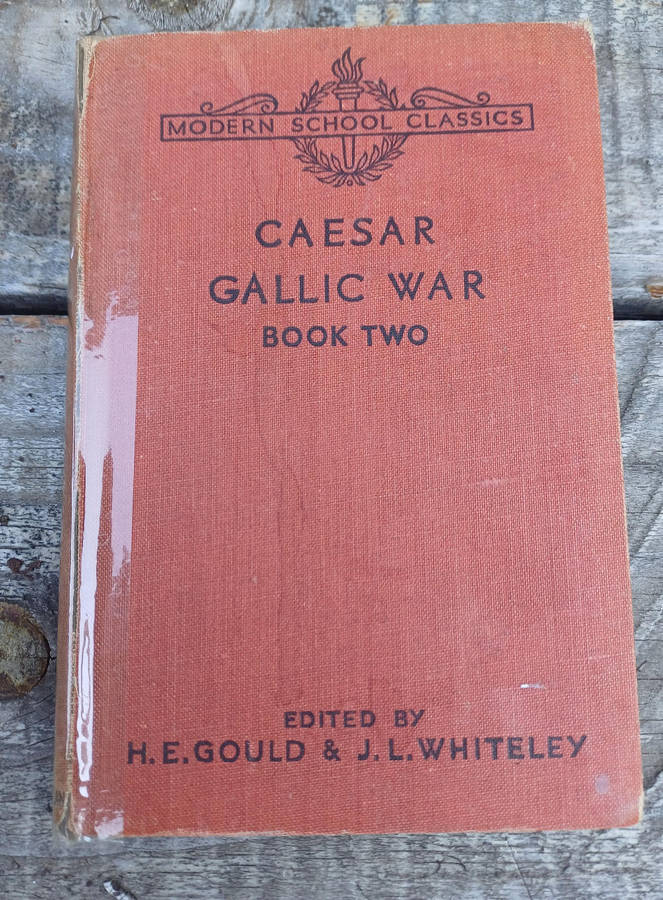 MODERN SCHOOL CLASSICS
CAESAR
GALLIC WAR
BOOK TWO
EDITED BY
H.E. GOULD & J.L. WHITELEY